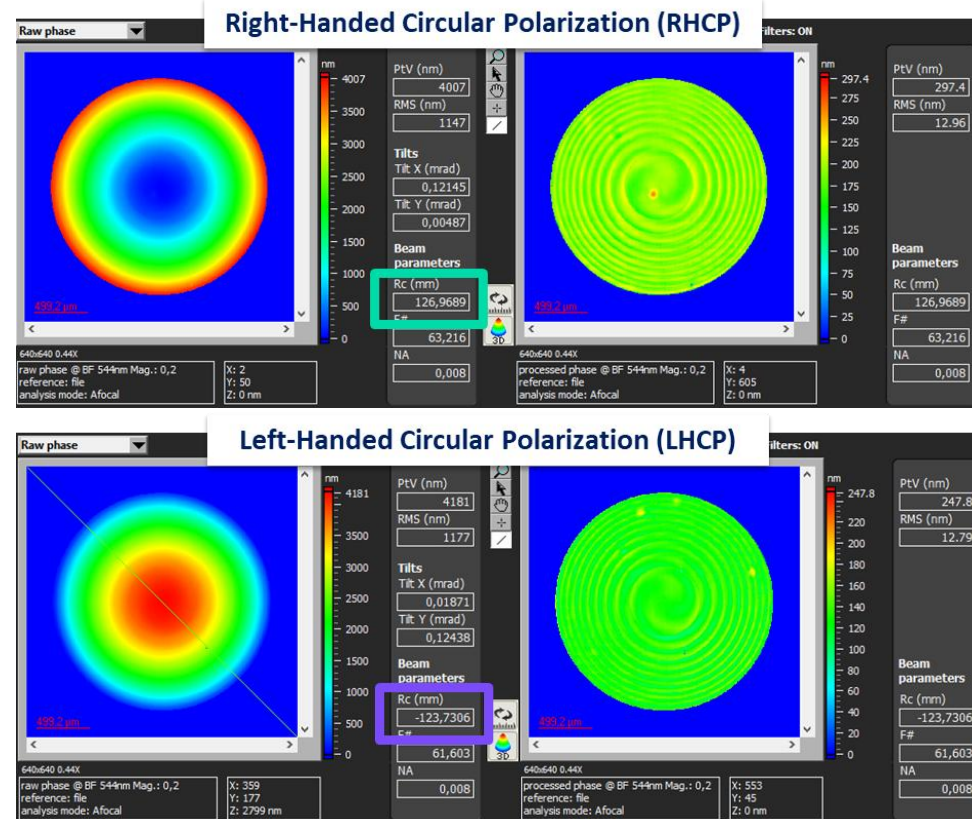 Right-Handed Circular Polarization (RHCP)
Raw phase
Filters: ON
nm
4007
3500
3000
2500
2000
1500
1000
500
0
499.2 µm
PtV (nm)
4007
RMS (nm)
1147
Tilts
Tilt X (mrad)
0,12145
Tilt Y (mrad)
0,00487
Beam
parameters
Rc (mm)
126,9689
F#
63,216
NA
0,008
3D
640x640 0.44X
raw phase @ BF 544nm Mag.: 0,2
reference: file
analysis mode: Afocal
X: 2
Y: 50
Z: 0 nm
nm
297.4
275
250
225
200
175
150
125
100
75
50
25
0
499.2 µm
PtV (nm)
297.4
RMS (nm)
12.96
Beam
parameters
Rc (mm)
126,9689
F#
63,216
NA
0,008
640x640 0.44X
processed phase @ BF 544nm Mag.: 0,2
reference: file
analysis mode: Afocal
X: 4
Y: 605
Z: 0 nm
Left-Handed Circular Polarization (LHCP)
Raw phase
Filters: ON
nm
4181
3500
3000
2500
2000
1500
1000
500
0
499.2 µm
PtV (nm)
4181
RMS (nm)
1177
Tilts
Tilt X (mrad)
0,01871
Tilt Y (mrad)
0,12438
Beam
parameters
Rc (mm)
-123,7306
F#
61,603
NA
0,008
3D
640x640 0.44X
raw phase @ BF 544nm Mag.: 0,2
reference: file
analysis mode: Afocal
X: 359
Y: 177
Z: 2799 nm
nm
247.8
220
200
180
160
140
120
100
80
60
40
20
0
499.2 µm
PtV (nm)
247.8
RMS (nm)
12.79
Beam
parameters
Rc (mm)
-123,7306
F#
61,603
NA
0,008
640x640 0.44X
processed phase @ BF 544nm Mag.: 0,2
reference: file
analysis mode: Afocal
X: 553
Y: 45
Z: 0 nm